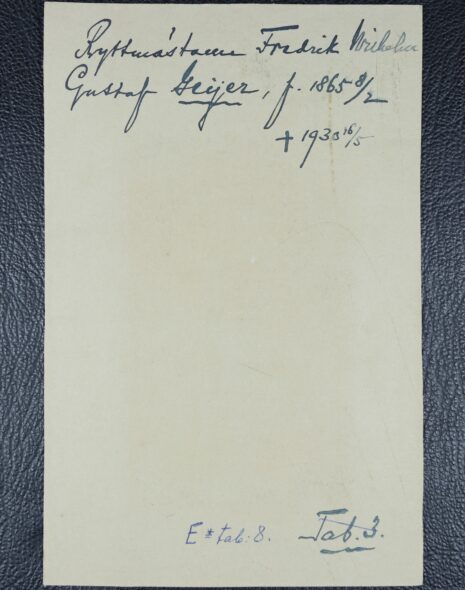 Ryttmästaren Fredrik Wilhelm
Gustaf Geijer, f. 1865 8/2
+ 1930 16/5
E * tab. 8. Tab. 3.